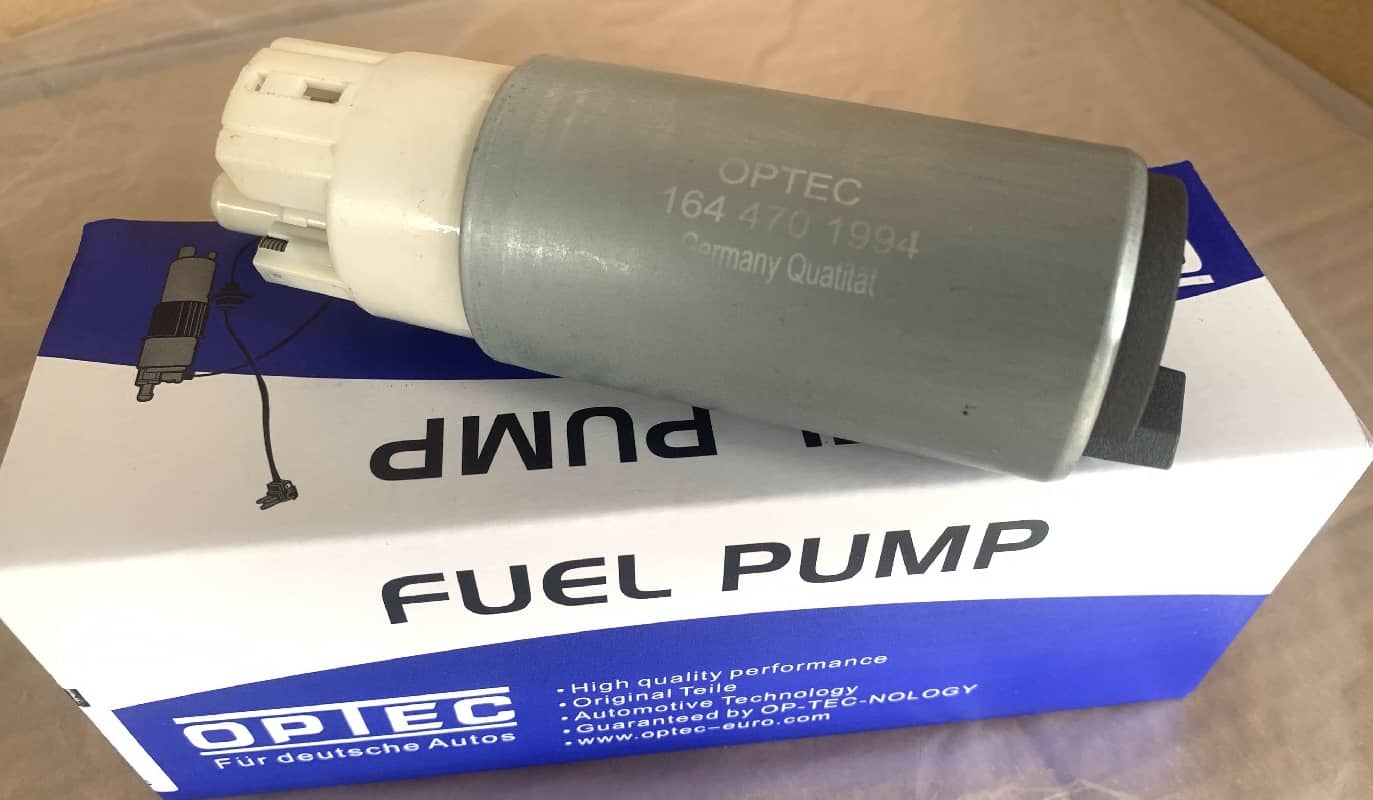 OPTEC
164 470 1994
Germany Quatilät
PUMP
FUEL PUMP
OPTEC
Für deutsche Autos
• High quality performance
• Original Teile
• Automotive Technology
• Guaranteed by OP-TEC-NOLOGY
• www.optec-euro.com